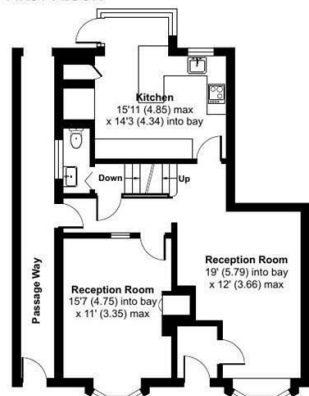 Kitchen
15'11 (4.85) max
x 14'3 (4.34) into bay
Down
Up
Reception Room
19' (5.79) into bay
x 12' (3.66) max
Reception Room
15'7 (4.75) into bay
x 11' (3.35) max
Passage Way